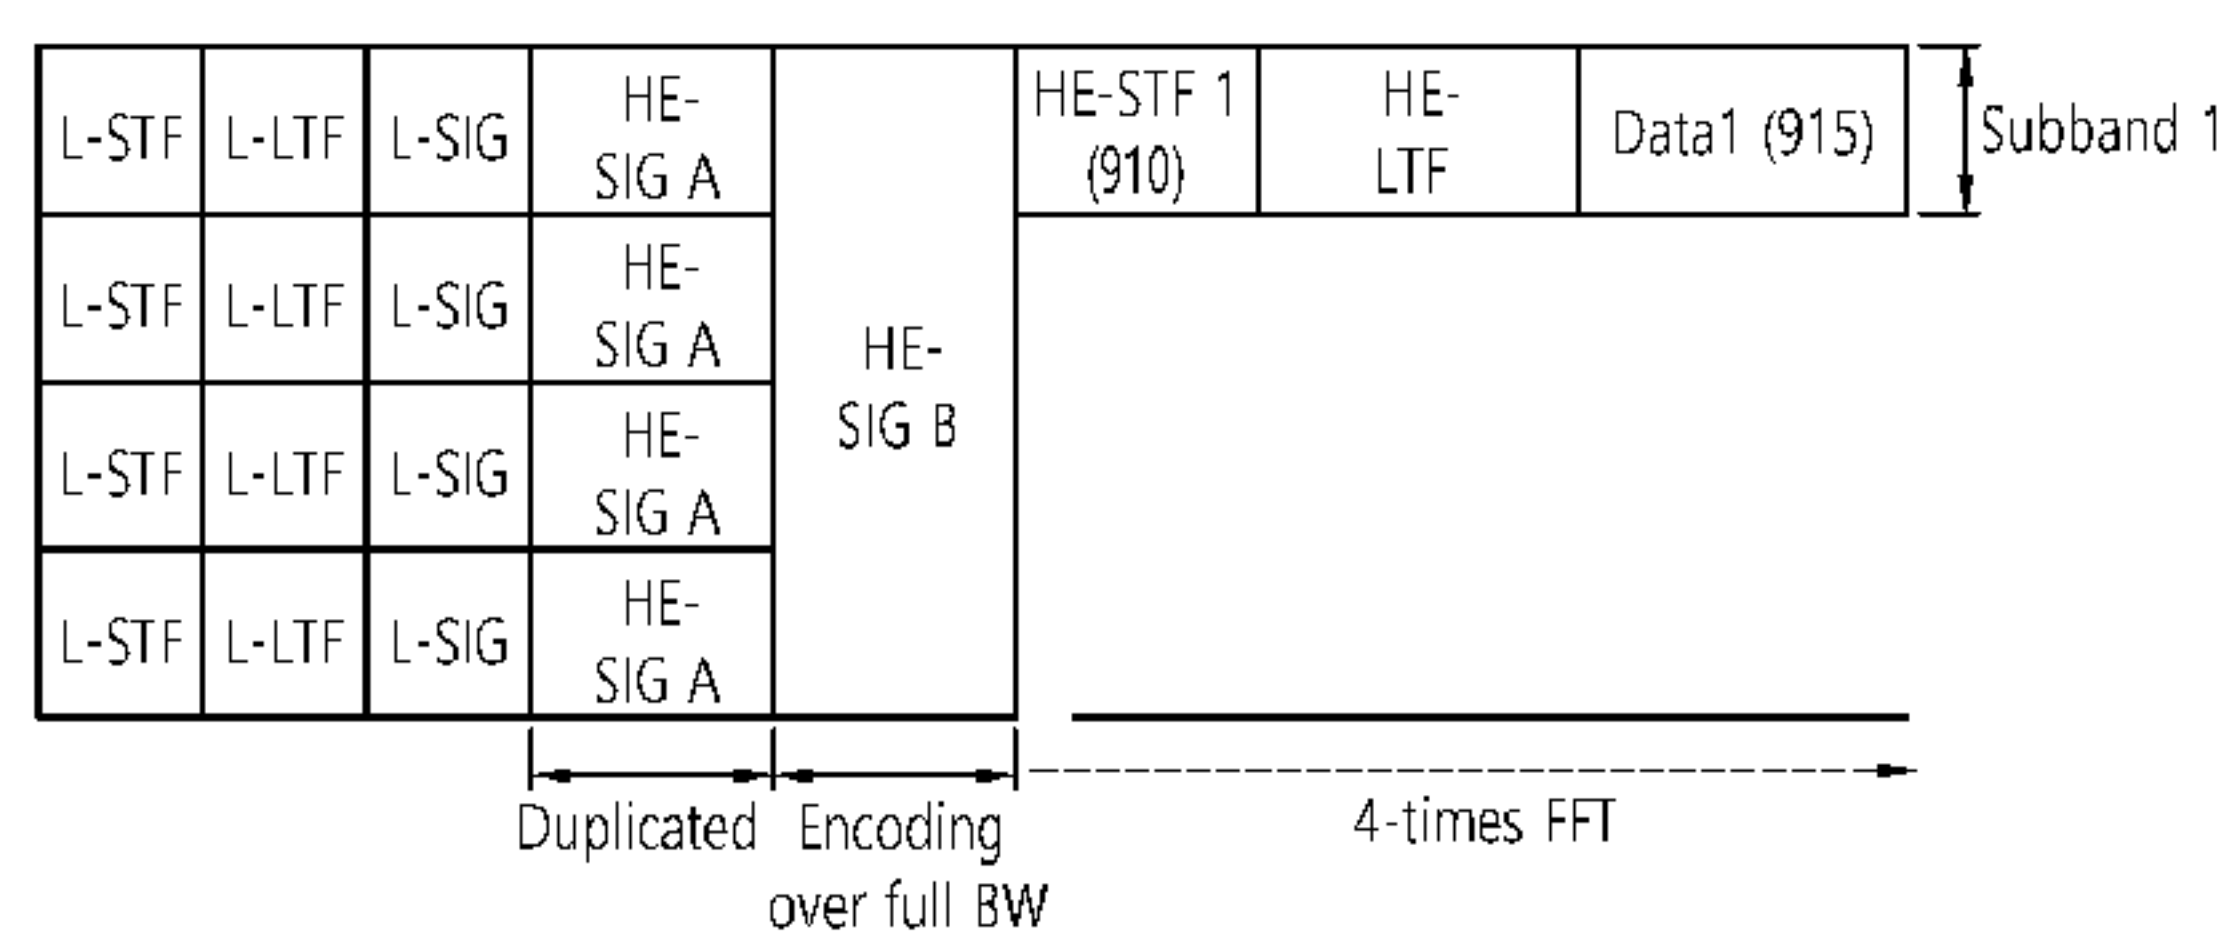 L-STF L-LTF L-SIG HE-
SIG A
HE-STF 1
(910)
HE-
LTF
Data1 (915)
Subband 1
L-STF L-LTF L-SIG HE-
SIG A
L-STF L-LTF L-SIG HE-
SIG A
L-STF L-LTF L-SIG HE-
SIG A
HE-
SIG B
Duplicated
Encoding
over full BW
4-times FFT